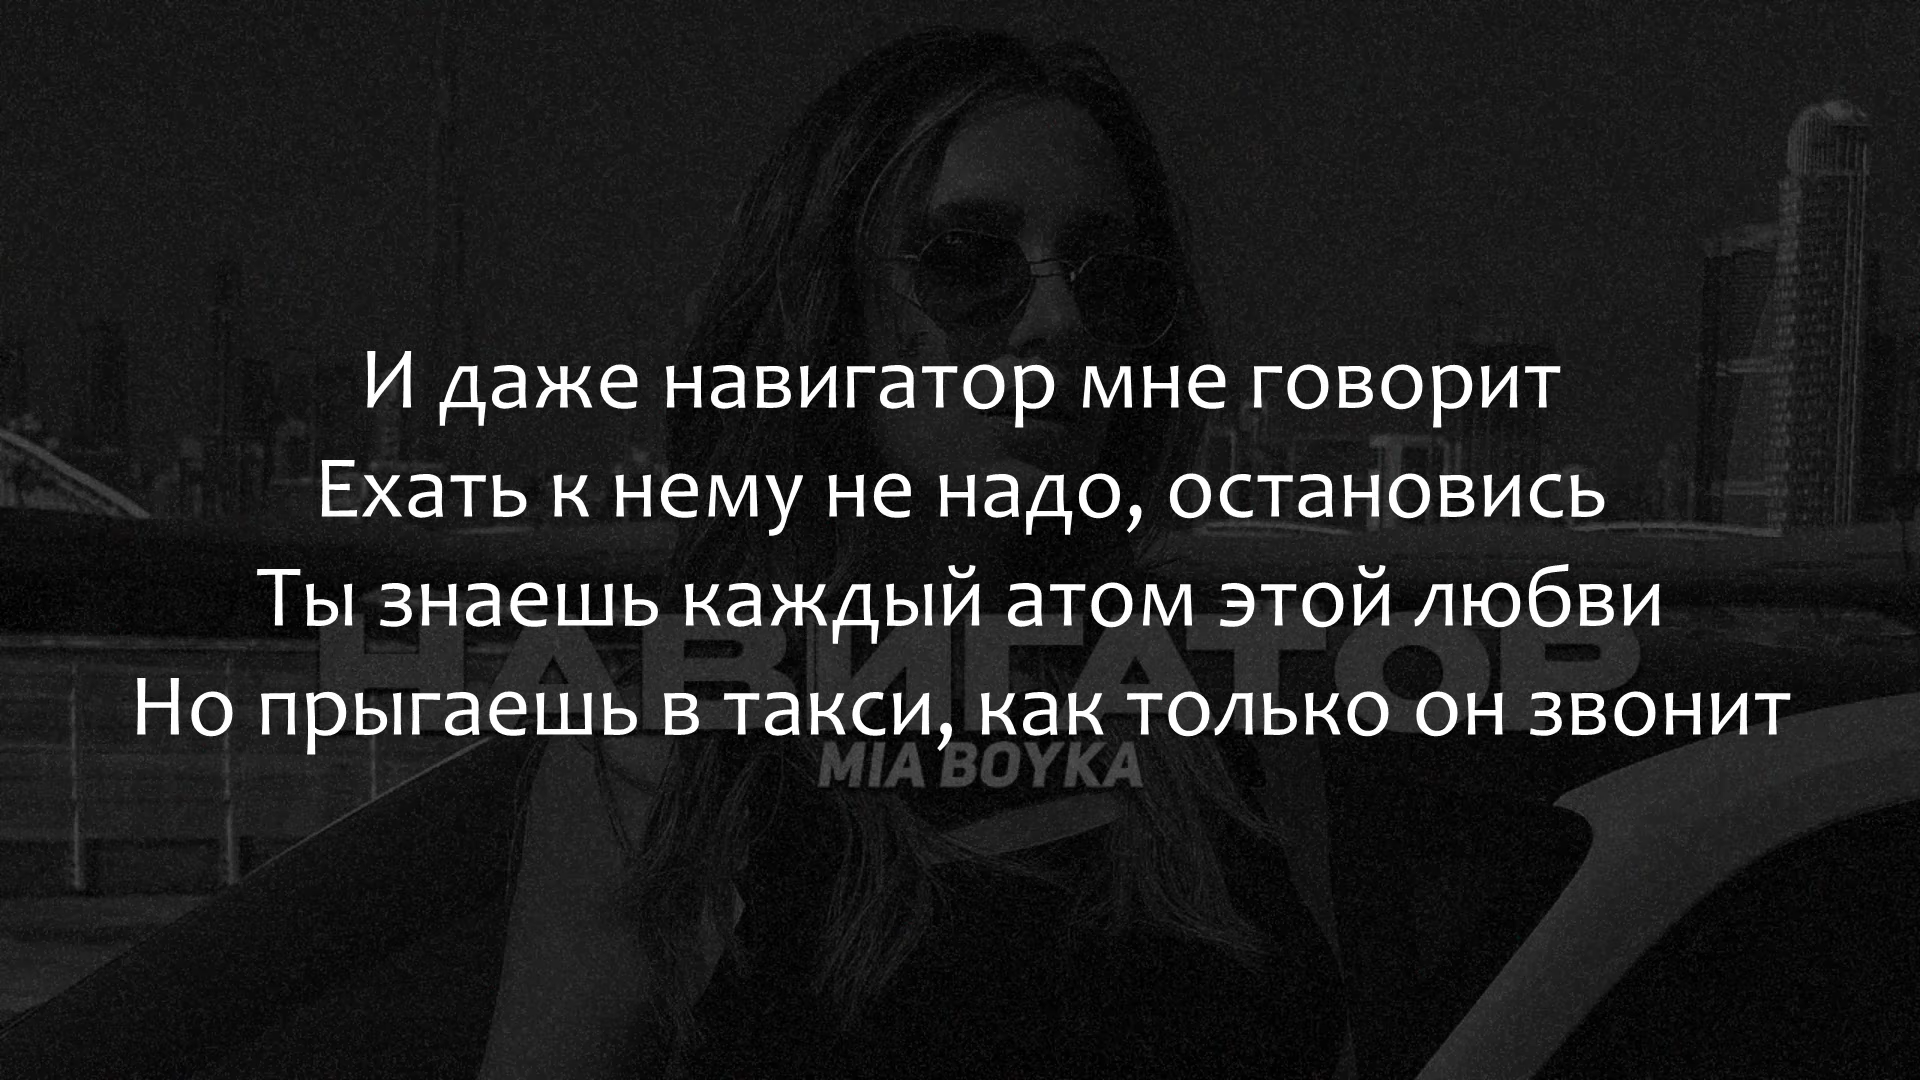 И даже навигатор мне говорит
Ехать к нему не надо, остановись
Ты знаешь каждый атом этой любви
НАВИГАТОР
Но прыгаешь в такси, как только он звонит
MIA BOYKA